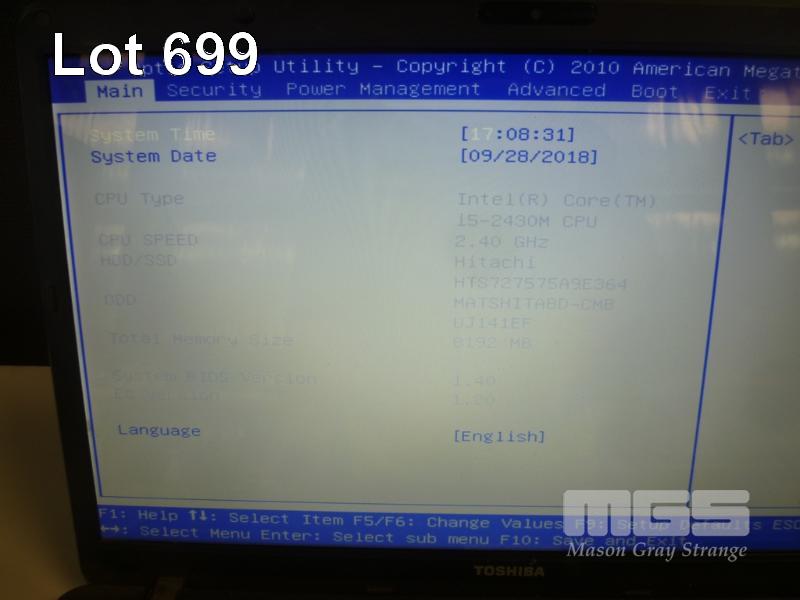 Lot 699
Setup Utility - Copyright (C) 2010 American Megat
Main Security Power Management Advanced Boot Exit
System Time [17:08:31]
System Date [09/28/2018]
<Tab>
CPU Type Intel(R) Core(TM)
i5-2430M CPU
CPU SPEED 2.40 GHz
HDD/SSD Hitachi
HTS727575A9E364
ODD MATSHITABD-CMB
UJ141EF
Total Memory Size 8192 MB
System BIOS Version 1.40
EC Version 1.20
Language [English]
F1: Help ↑↓: Select Item F5/F6: Change Values F9: Setup Defaults ESC
←→: Select Menu Enter: Select sub menu F10: Save and Exit
MGS
Mason Gray Strange
TOSHIBA